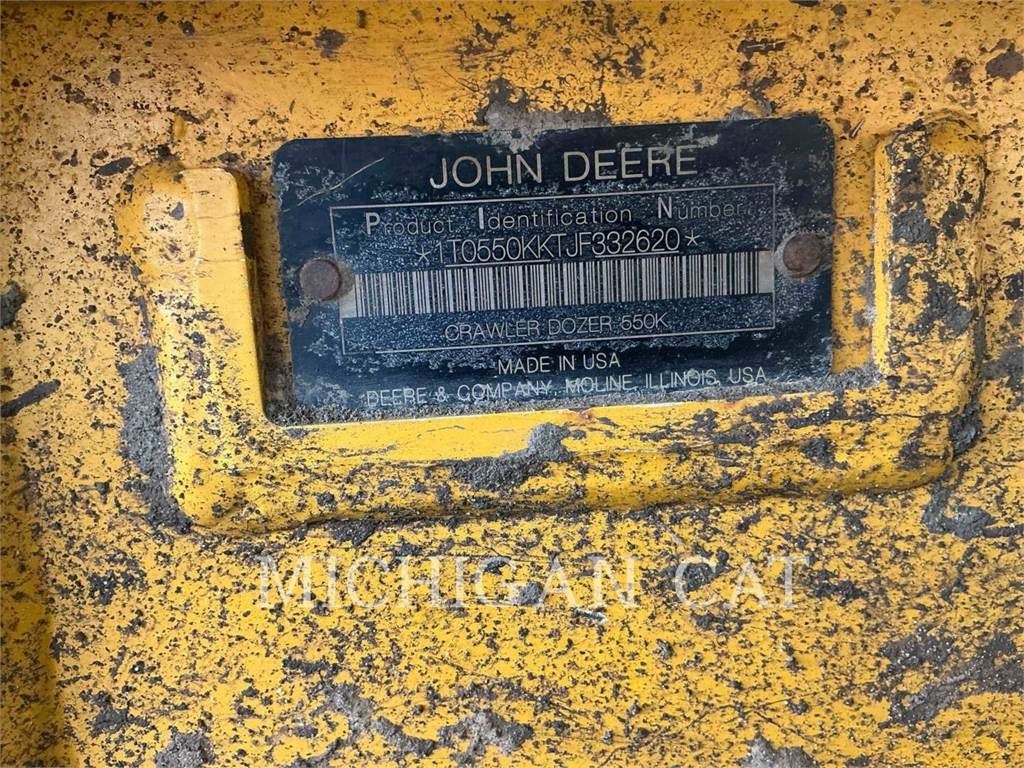 JOHN DEERE
Product Identification Number
*1T0550KKTJF332620*
CRAWLER DOZER 550K
MADE IN USA
DEERE & COMPANY, MOLINE, ILLINOIS, USA
MICHIGAN CAT